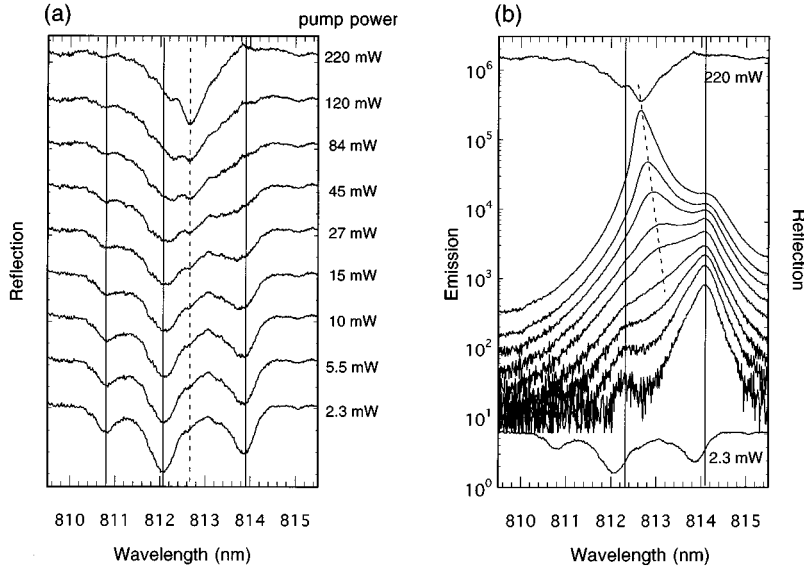 (a)
pump power
220 mW
120 mW
84 mW
45 mW
27 mW
15 mW
10 mW
5.5 mW
2.3 mW
Reflection
810 811 812 813 814 815
Wavelength (nm)
(b)
10^6
10^5
10^4
10^3
10^2
10^1
10^0
220 mW
2.3 mW
Emission
Reflection
810 811 812 813 814 815
Wavelength (nm)